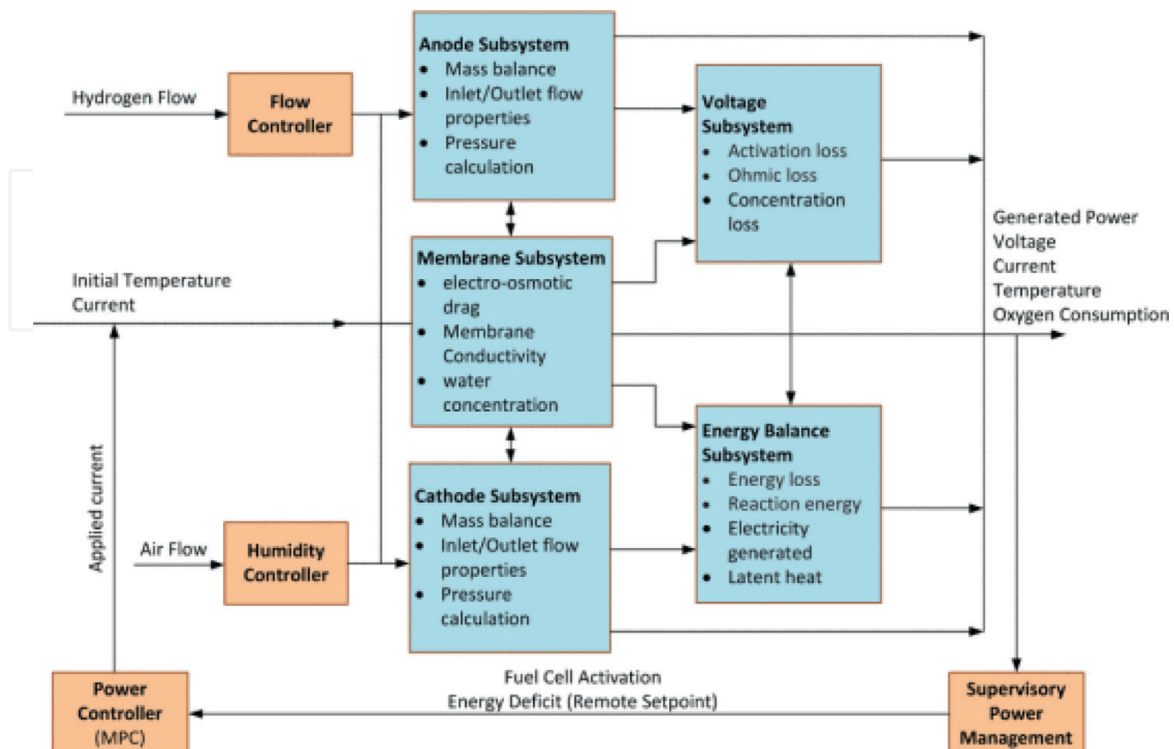 Anode Subsystem
• Mass balance
• Inlet/Outlet flow
properties
• Pressure
calculation
Hydrogen Flow
Flow
Controller
Voltage
Subsystem
• Activation loss
• Ohmic loss
• Concentration
loss
Generated Power
Voltage
Current
Temperature
Oxygen Consumption
Initial Temperature
Current
Membrane Subsystem
• electro-osmotic
drag
• Membrane
Conductivity
• water
concentration
Energy Balance
Subsystem
• Energy loss
• Reaction energy
• Electricity
generated
• Latent heat
Applied current
Air Flow
Humidity
Controller
Cathode Subsystem
• Mass balance
• Inlet/Outlet flow
properties
• Pressure
calculation
Power
Controller
(MPC)
Fuel Cell Activation
Energy Deficit (Remote Setpoint)
Supervisory
Power
Management